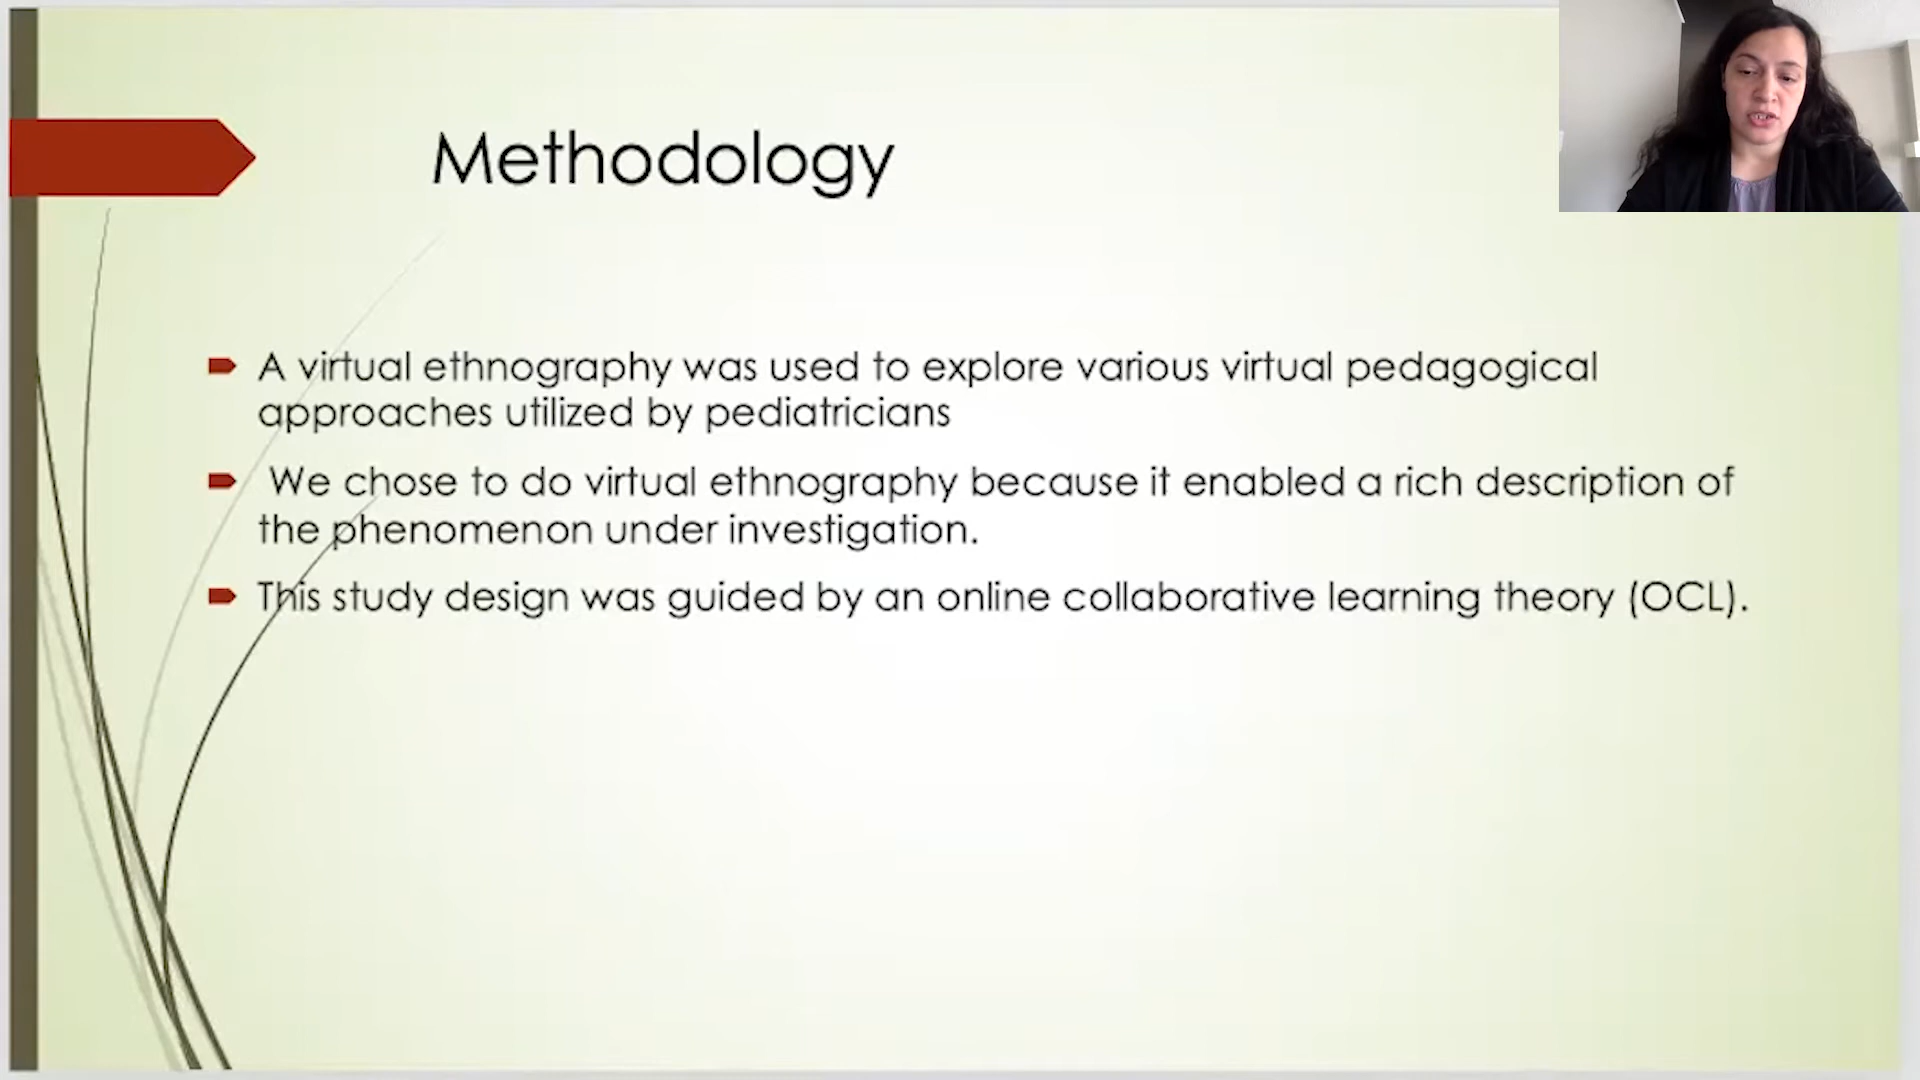 Methodology
A virtual ethnography was used to explore various virtual pedagogical
approaches utilized by pediatricians
We chose to do virtual ethnography because it enabled a rich description of
the phenomenon under investigation.
This study design was guided by an online collaborative learning theory (OCL).